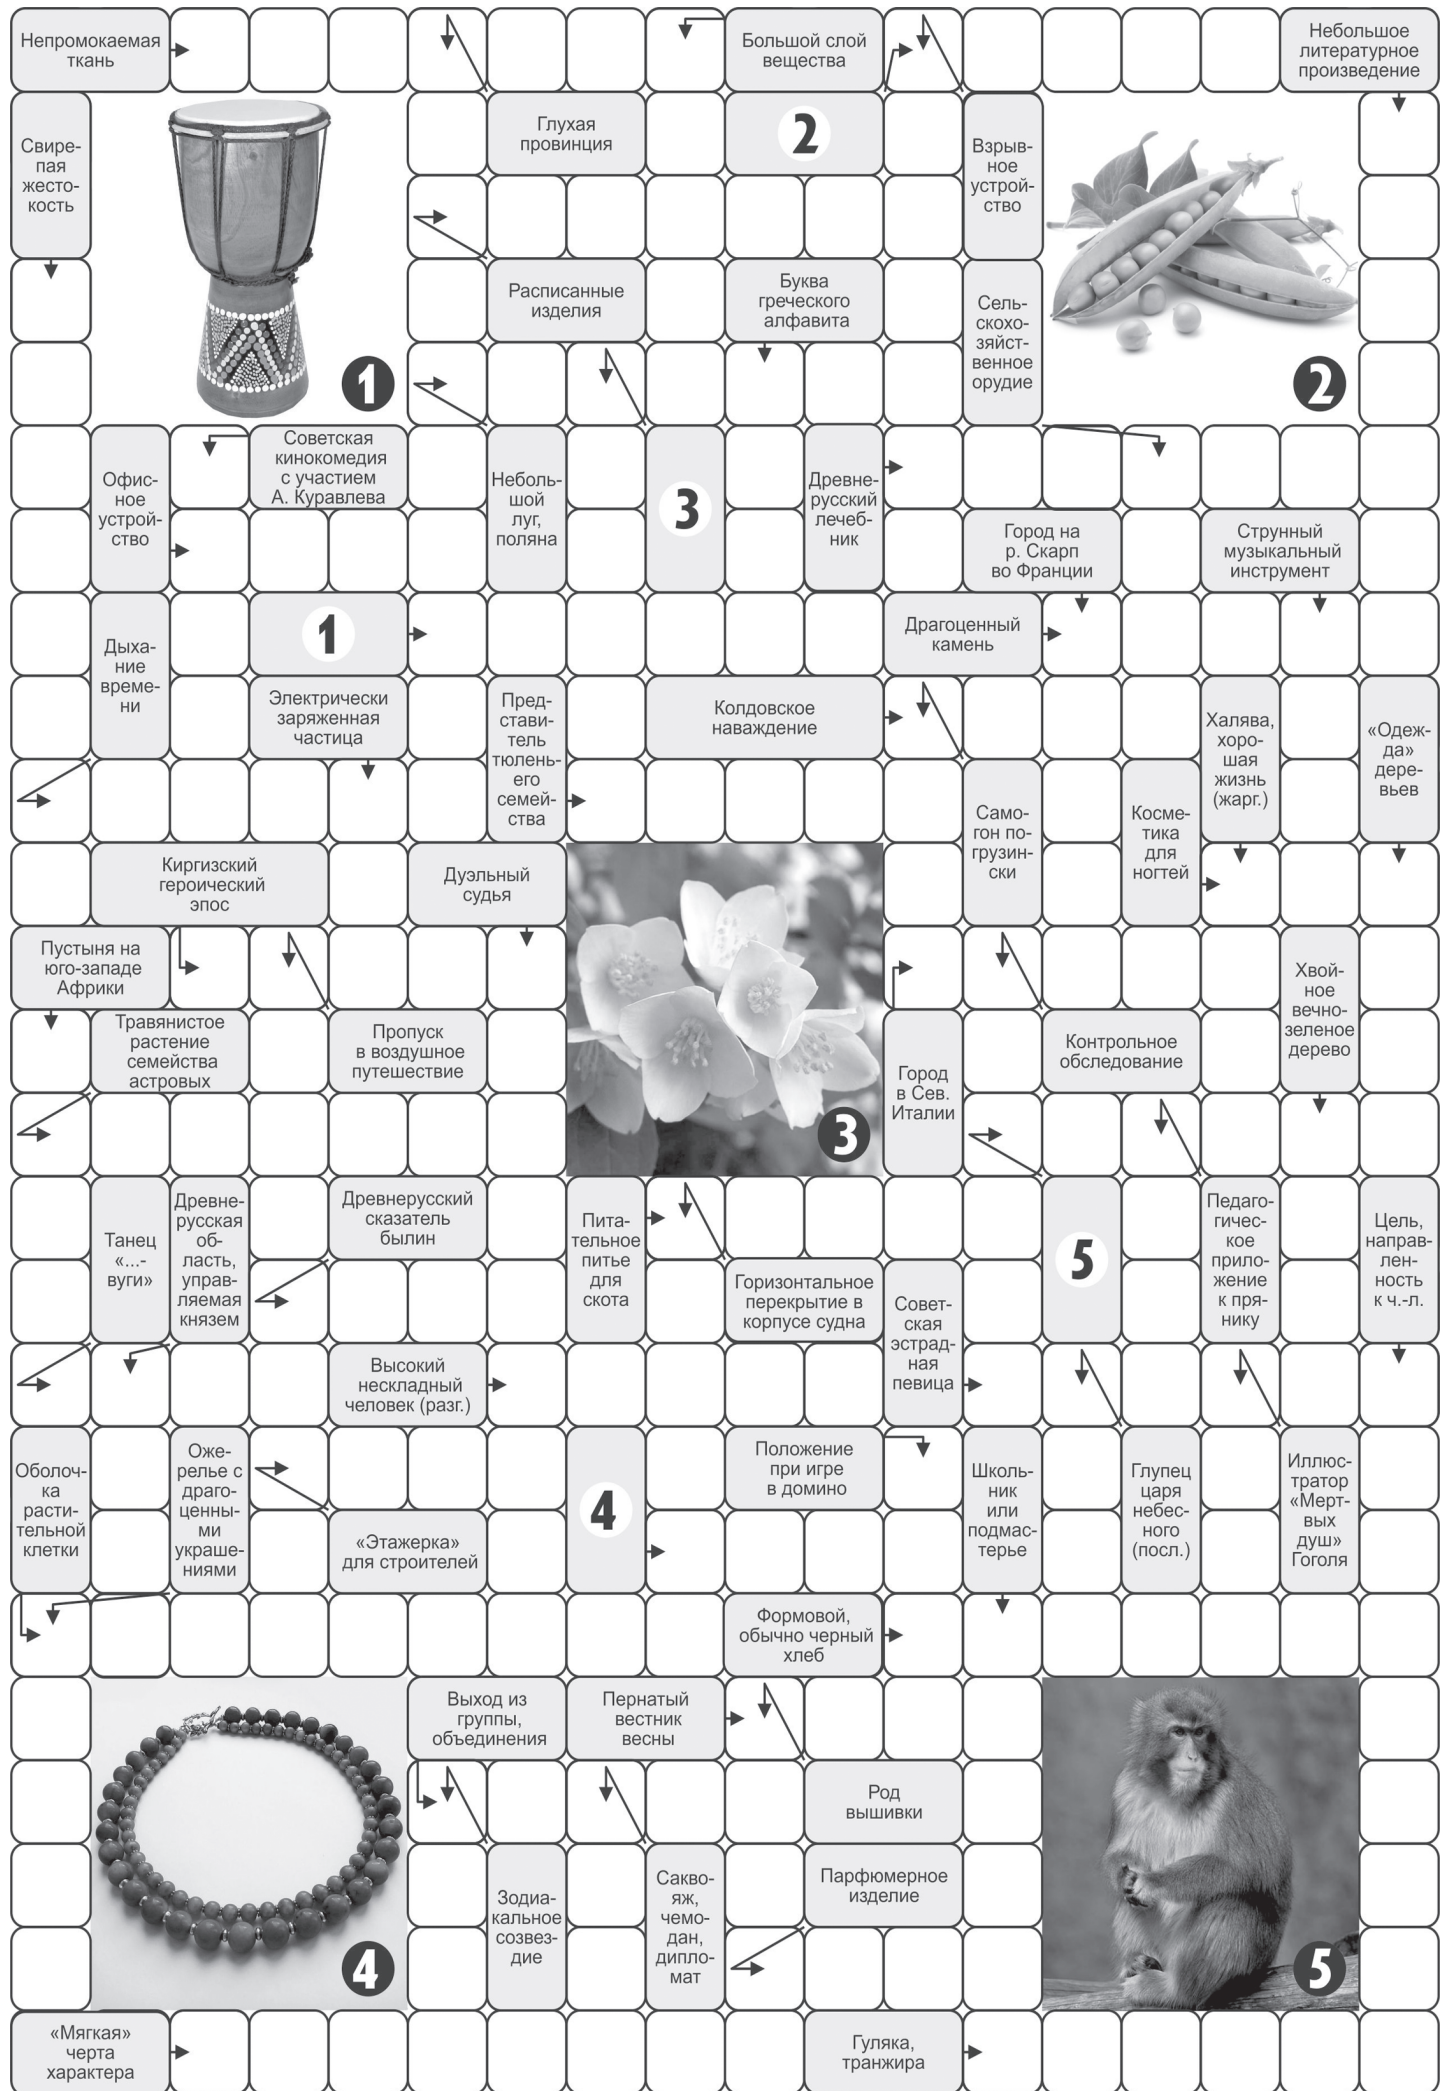 Непромокаемая
ткань
Большой слой
вещества
Небольшое
литературное
произведение
Свире-
пая
жесто-
кость
Глухая
провинция
2
Взрыв-
ное
устрой-
ство
Расписанные
изделия
Буква
греческого
алфавита
Сель-
скохо-
зяйст-
венное
орудие
1
2
Офис-
ное
устрой-
ство
Советская
кинокомедия
с участием
А. Куравлева
Неболь-
шой
луг,
поляна
3
Древне-
русский
лечеб-
ник
Город на
р. Скарп
во Франции
Струнный
музыкальный
инструмент
Дыха-
ние
време-
ни
1
Драгоценный
камень
Электрически
заряженная
частица
Пред-
стави-
тель
тюлень-
его
семей-
ства
Колдовское
наваждение
Халява,
хоро-
шая
жизнь
(жарг.)
«Одеж-
да»
дере-
вьев
Само-
гон по-
грузин-
ски
Косме-
тика
для
ногтей
Киргизский
героический
эпос
Дуэльный
судья
Пустыня на
юго-западе
Африки
Хвой-
ное
вечно-
зеленое
дерево
Травянистое
растение
семейства
астровых
Пропуск
в воздушное
путешествие
Город
в Сев.
Италии
Контрольное
обследование
3
Танец
«...-
вуги»
Древне-
русская
об-
ласть,
управ-
ляемая
князем
Древнерусский
сказатель
былин
Пита-
тельное
питье
для
скота
5
Педаго-
гичес-
кое
прило-
жение
к пря-
нику
Цель,
направ-
лен-
ность
к ч.-л.
Горизонтальное
перекрытие в
корпусе судна
Совет-
ская
эстрад-
ная
певица
Высокий
нескладный
человек (разг.)
Оболоч-
ка
расти-
тельной
клетки
Оже-
релье с
драго-
ценны-
ми
украше-
ниями
4
Положение
при игре
в домино
Школь-
ник
или
подмас-
терье
Глупец
царя
небес-
ного
(посл.)
Иллюс-
тратор
«Мерт-
вых
душ»
Гоголя
«Этажерка»
для строителей
Формовой,
обычно черный
хлеб
Выход из
группы,
объединения
Пернатый
вестник
весны
Род
вышивки
Зодиа-
кальное
созвез-
дие
Сакво-
яж,
чемо-
дан,
дипло-
мат
Парфюмерное
изделие
4
5
«Мягкая»
черта
характера
Гуляка,
транжира